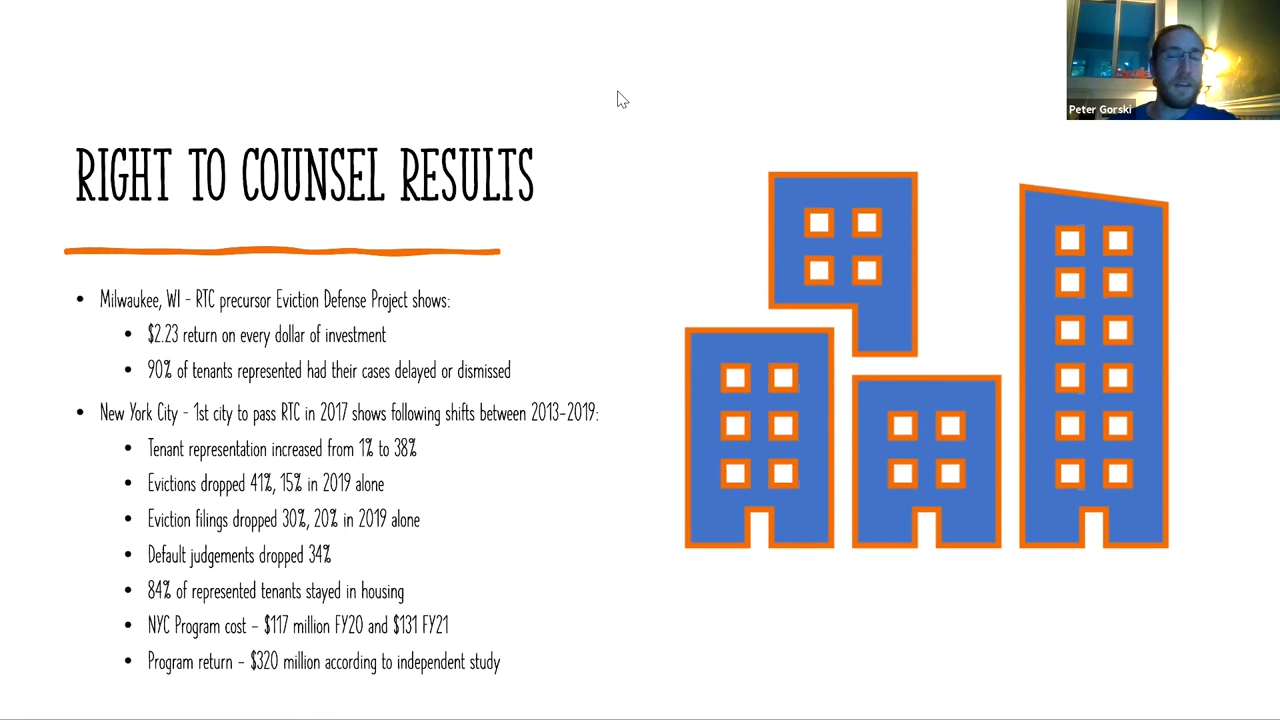 Peter Gorski
RIGHT TO COUNSEL RESULTS
• Milwaukee, WI - RTC precursor Eviction Defense Project shows:
• $2.23 return on every dollar of investment
• 90% of tenants represented had their cases delayed or dismissed
• New York City - 1st city to pass RTC in 2017 shows following shifts between 2013-2019:
• Tenant representation increased from 1% to 38%
• Evictions dropped 41%, 15% in 2019 alone
• Eviction filings dropped 30%, 20% in 2019 alone
• Default judgements dropped 34%
• 84% of represented tenants stayed in housing
• NYC Program cost – $117 million FY20 and $131 FY21
• Program return – $320 million according to independent study